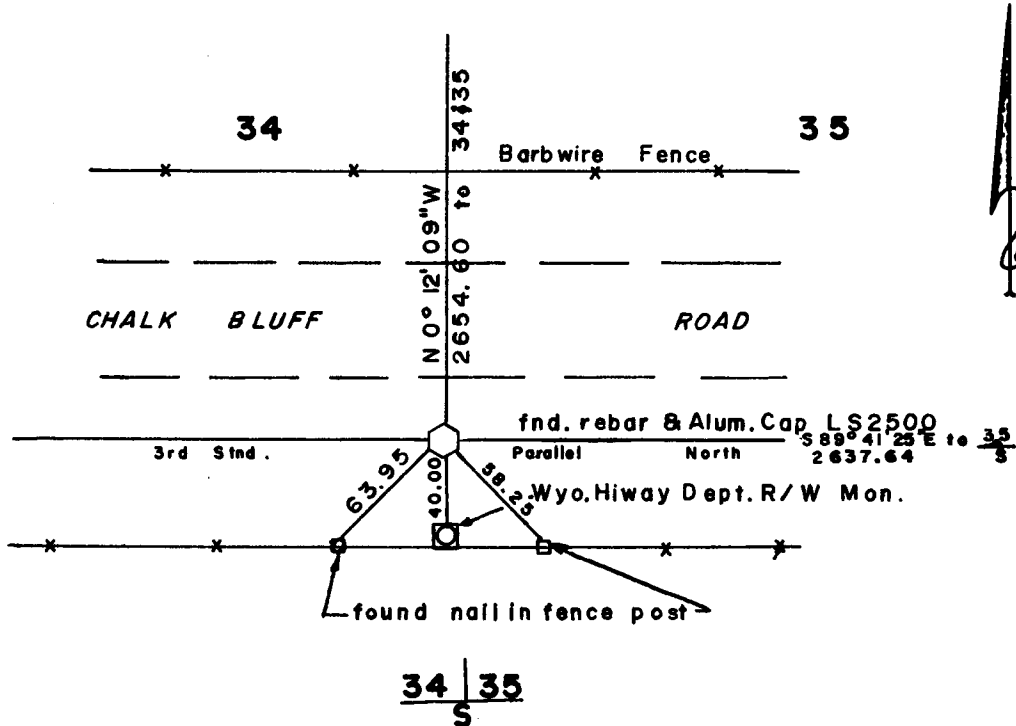 34
35
Barbwire Fence
N 0° 12' 09" W
2654.60 to 34|35
CHALK BLUFF ROAD
fnd. rebar & Alum. Cap LS2500
3rd Stnd. Parallel North
S 89° 41' 25" E to 35/S
2637.64
63.95
40.00
58.25
Wyo. Hiway Dept. R/W Mon.
found nail in fence post
34 | 35
S